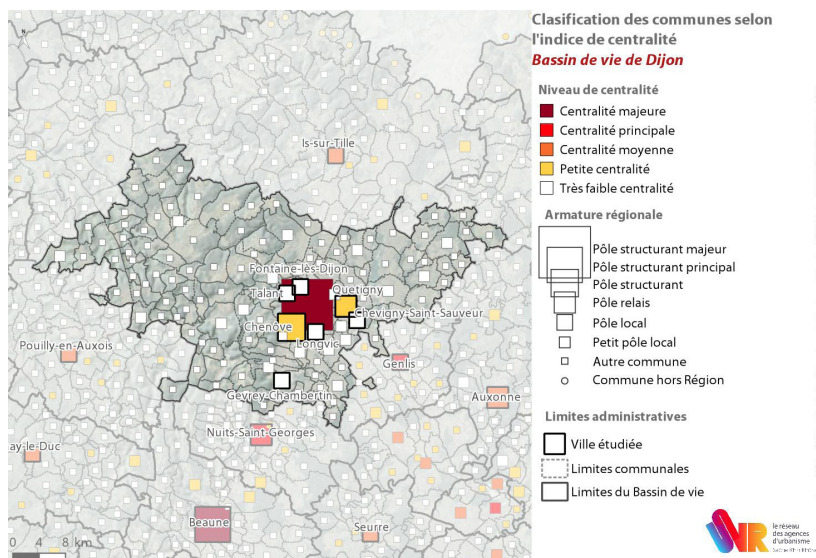 Clasification des communes selon
l'indice de centralité
Bassin de vie de Dijon
Niveau de centralité
Centralité majeure
Centralité principale
Centralité moyenne
Petite centralité
Très faible centralité
Armature régionale
Pôle structurant majeur
Pôle structurant principal
Pôle structurant
Pôle relais
Pôle local
Petit pôle local
Autre commune
Commune hors Région
Limites administratives
Ville étudiée
Limites communales
Limites du Bassin de vie
N
Is-sur-Tille
Fontaine-lès-Dijon
Talant
Quetigny
Chevigny-Saint-Sauveur
Chenôve
Longvic
Pouilly-en-Auxois
Genlis
Gevrey-Chambertin
Auxonne
Nuits-Saint-Georges
ay-le-Duc
Beaune
Seurre
0 4 8 km
le réseau
des agences
d'urbanisme